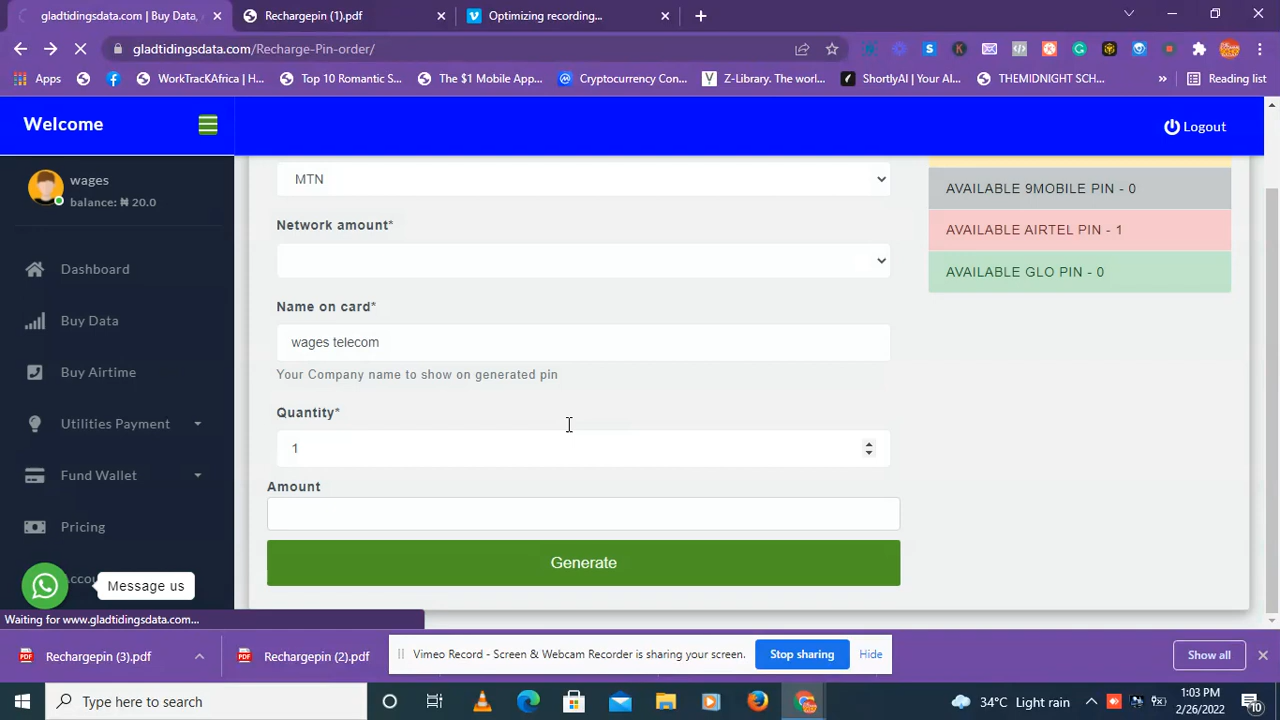 gladtidingsdata.com | Buy Data,
Rechargepin (1).pdf
Optimizing recording...
gladtidingsdata.com/Recharge-Pin-order/
Apps
WorkTrackAfrica | H...
Top 10 Romantic S...
The $1 Mobile App...
Cryptocurrency Con...
Z-Library. The worl...
ShortlyAI | Your AI...
THEMIDNIGHT SCH...
Reading list
Welcome
Logout
wages
balance: ₦ 20.0
Dashboard
Buy Data
Buy Airtime
Utilities Payment
Fund Wallet
Pricing
Message us
MTN
Network amount*
Name on card*
wages telecom
Your Company name to show on generated pin
Quantity*
1
Amount
Generate
AVAILABLE 9MOBILE PIN - 0
AVAILABLE AIRTEL PIN - 1
AVAILABLE GLO PIN - 0
Waiting for www.gladtidingsdata.com...
Rechargepin (3).pdf
Rechargepin (2).pdf
Vimeo Record - Screen & Webcam Recorder is sharing your screen.
Stop sharing
Hide
Show all
Type here to search
34°C Light rain
1:03 PM
2/26/2022
10